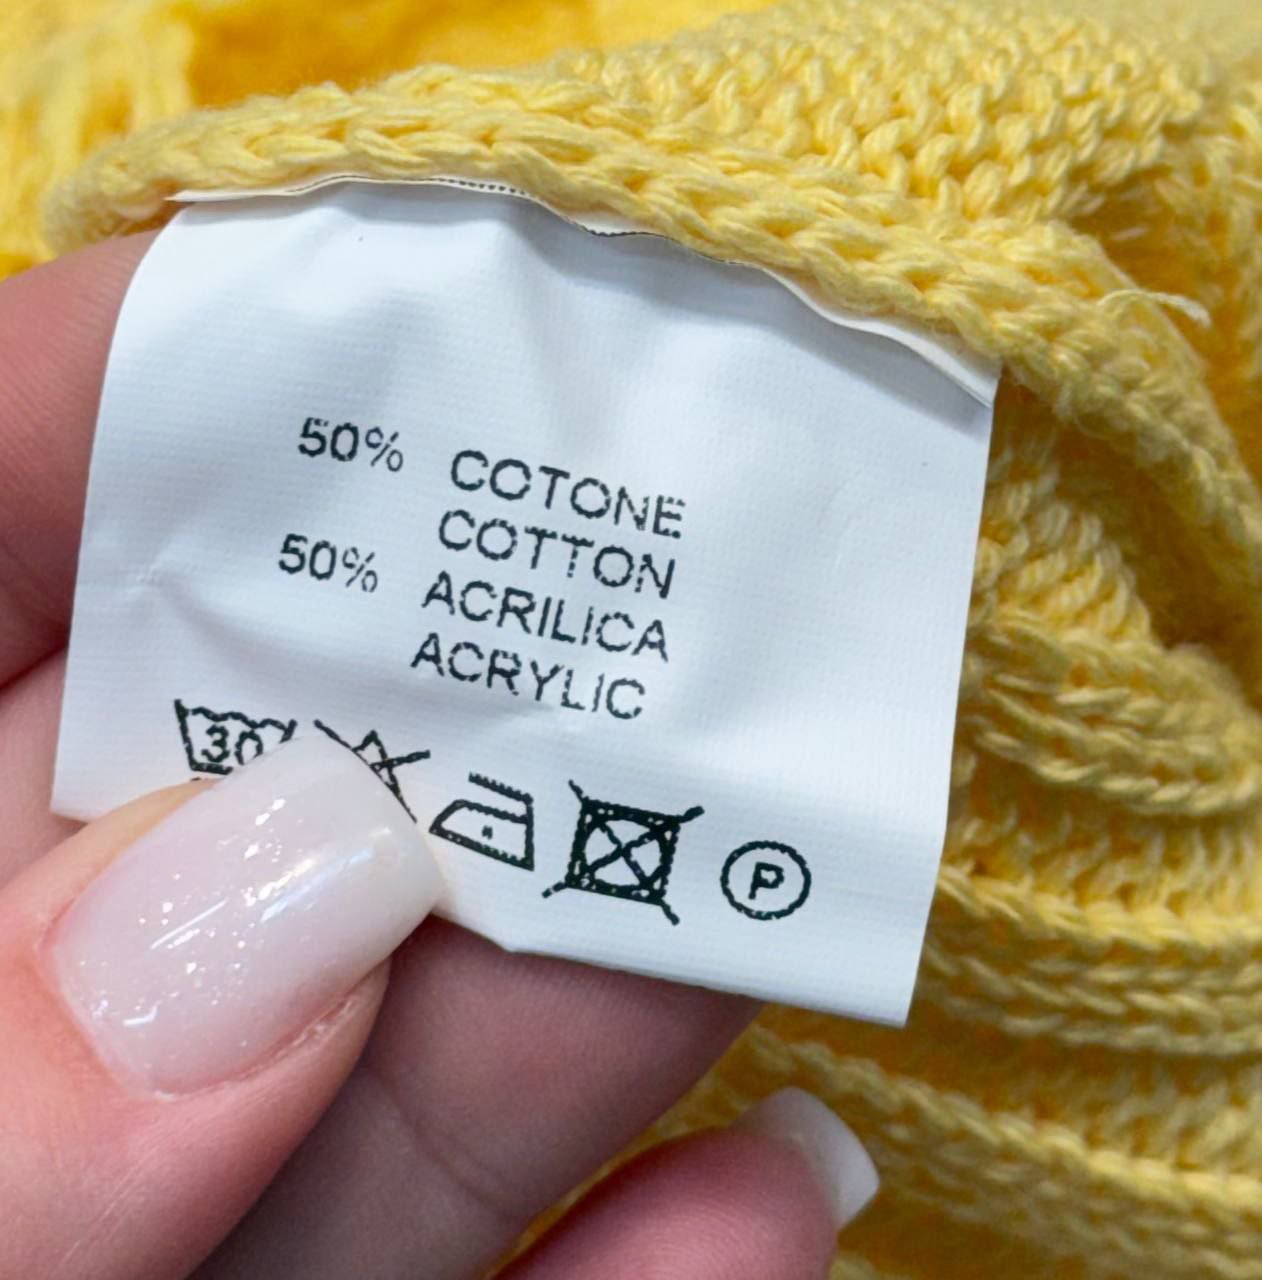 50% COTONE
COTTON
50% ACRILICA
ACRYLIC
30
P